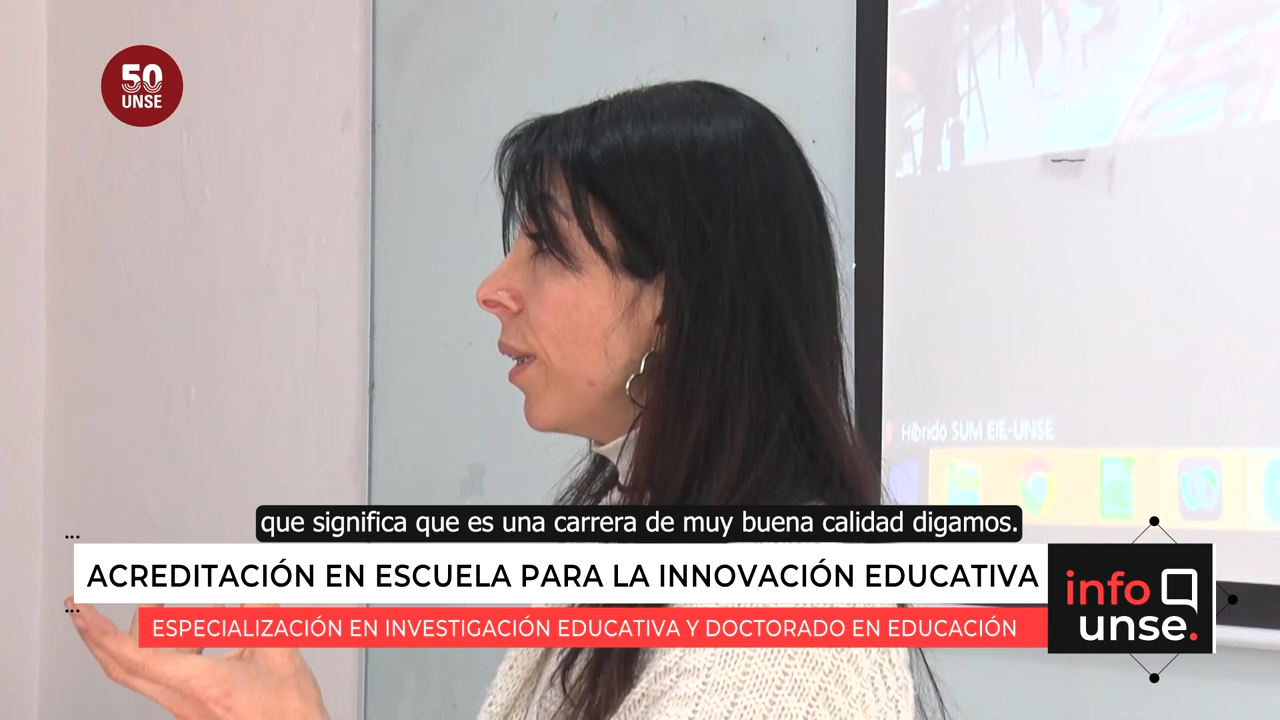 50
UNSE
Híbrido SUM EIE-UNSE
que significa que es una carrera de muy buena calidad digamos.
ACREDITACIÓN EN ESCUELA PARA LA INNOVACIÓN EDUCATIVA
ESPECIALIZACIÓN EN INVESTIGACIÓN EDUCATIVA Y DOCTORADO EN EDUCACIÓN
info
unse.